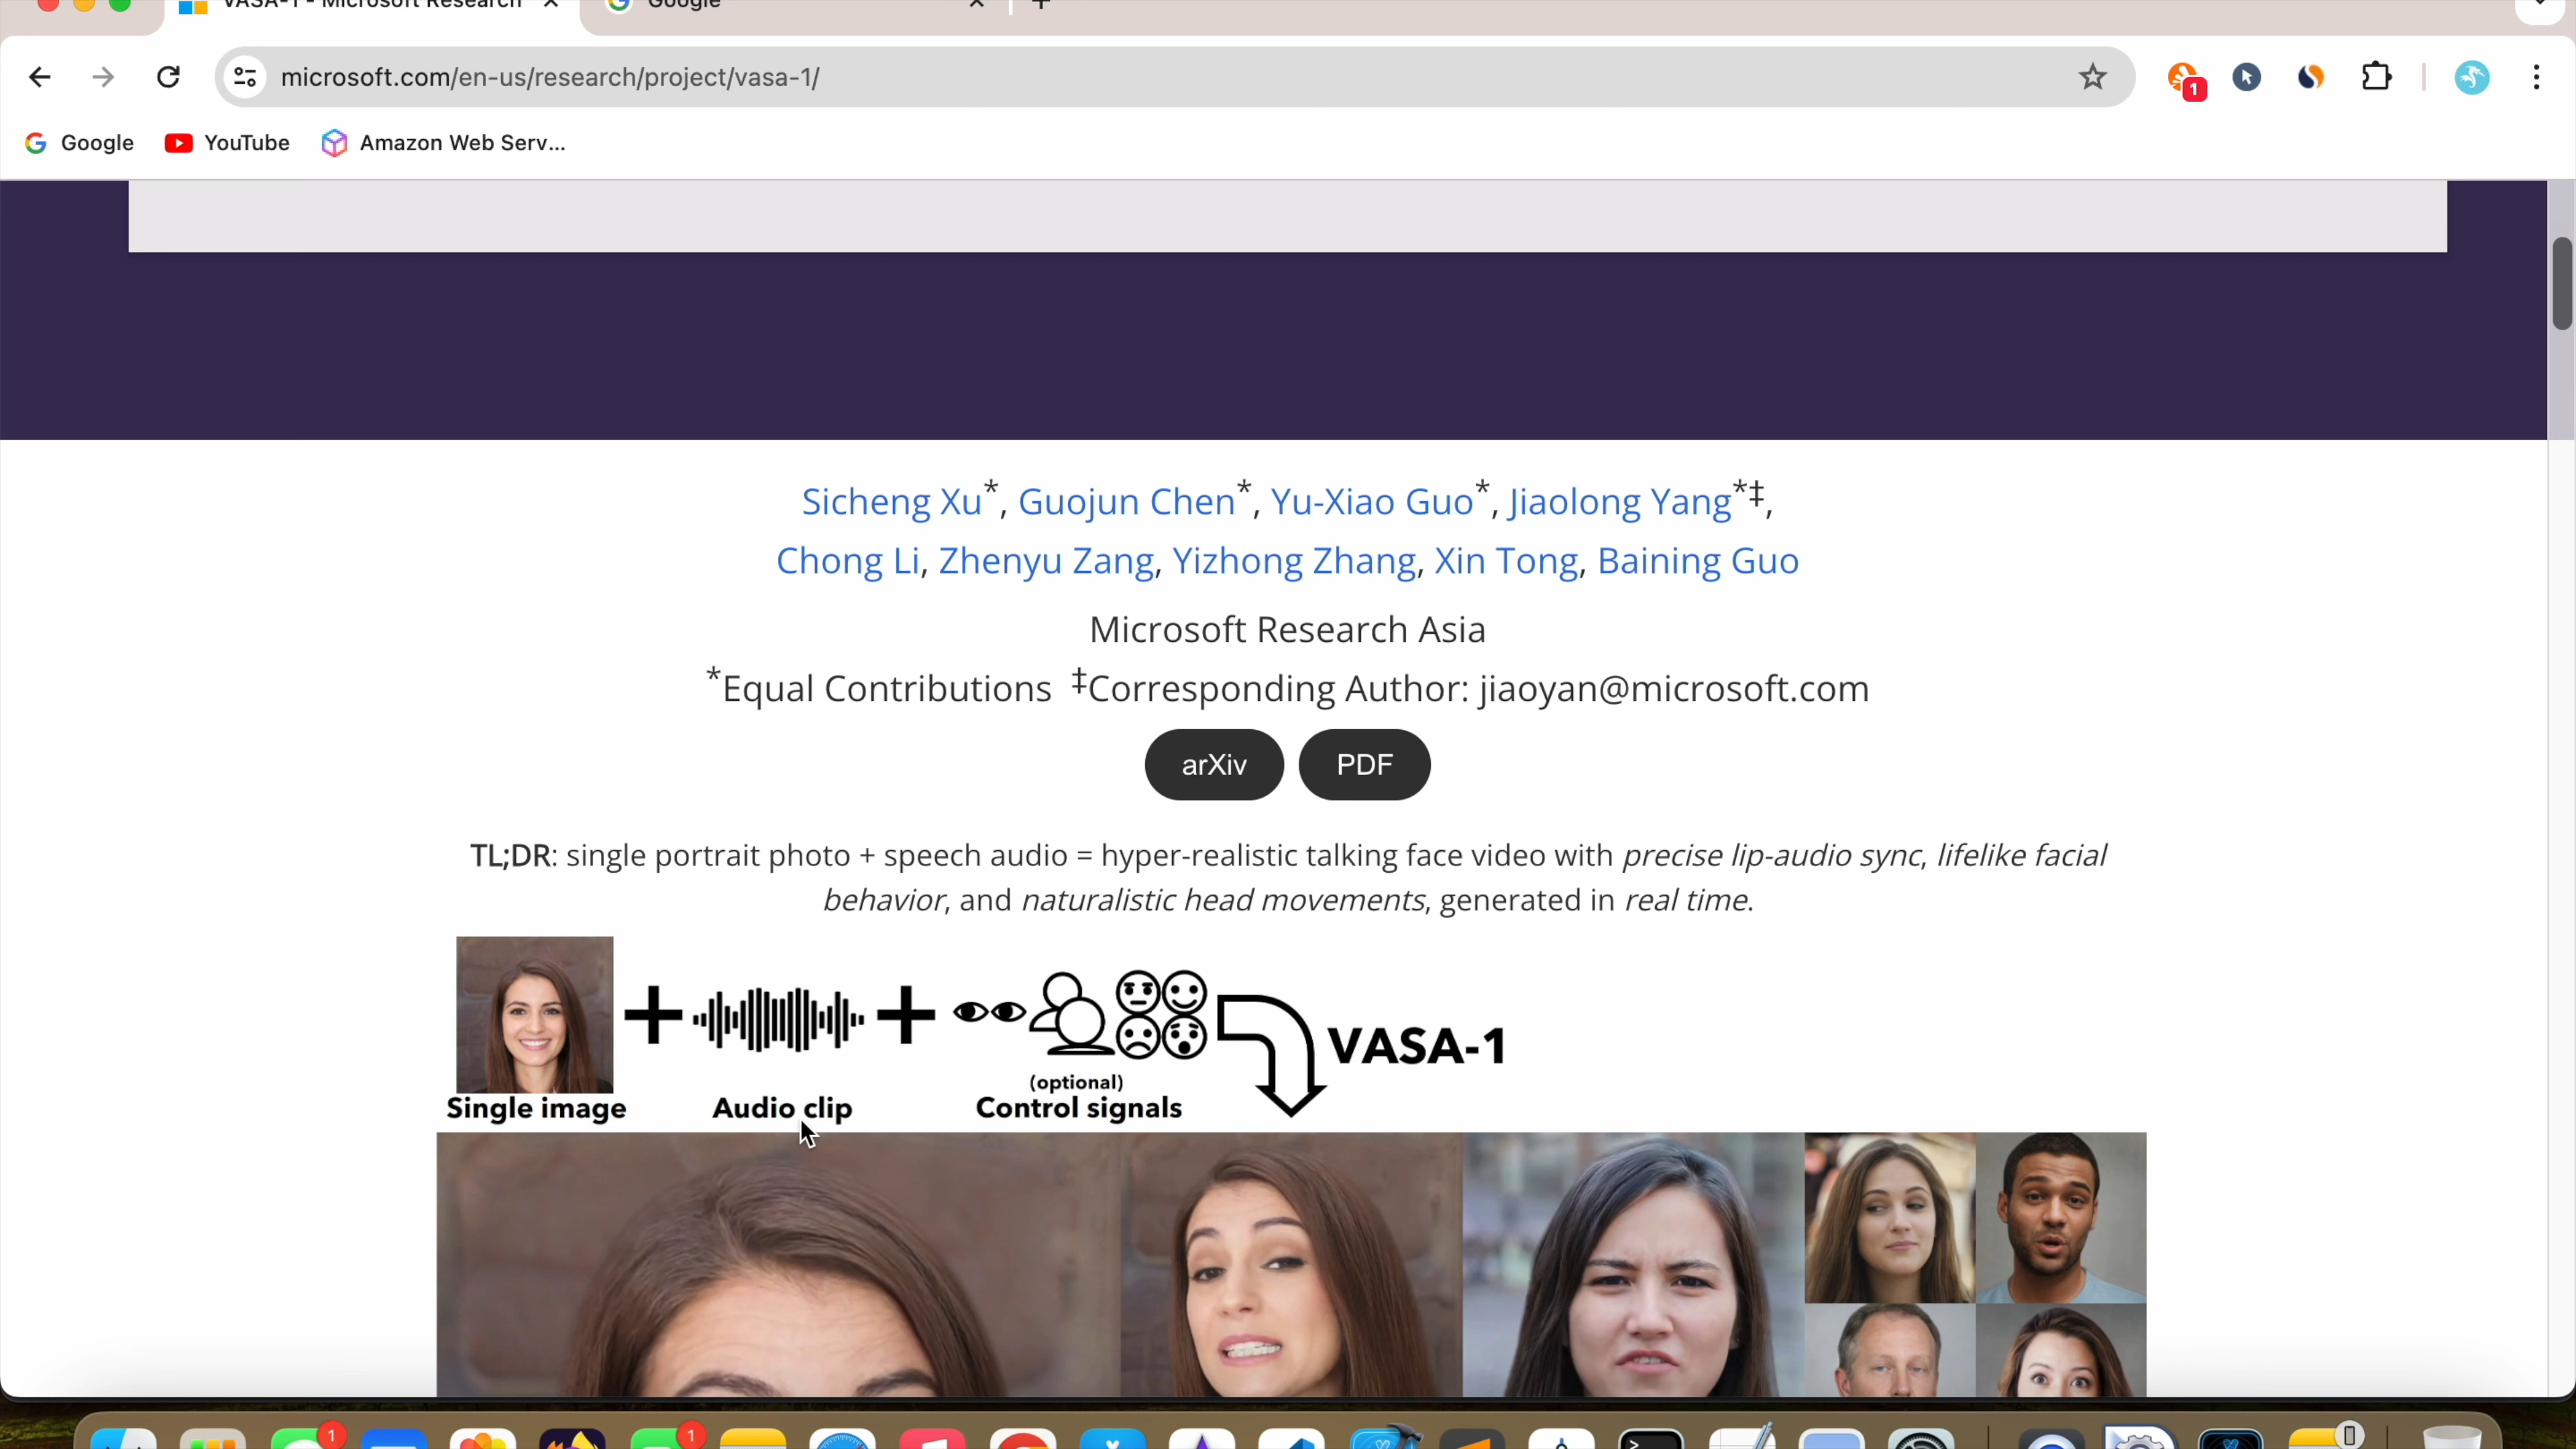 VASA-1 - Microsoft Research
Google
microsoft.com/en-us/research/project/vasa-1/
1
Google
YouTube
Amazon Web Serv...
Sicheng Xu*, Guojun Chen*, Yu-Xiao Guo*, Jiaolong Yang*‡,
Chong Li, Zhenyu Zang, Yizhong Zhang, Xin Tong, Baining Guo
Microsoft Research Asia
*Equal Contributions ‡Corresponding Author: jiaoyan@microsoft.com
arXiv
PDF
TL;DR: single portrait photo + speech audio = hyper-realistic talking face video with precise lip-audio sync, lifelike facial
behavior, and naturalistic head movements, generated in real time.
VASA-1
(optional)
Single image
Audio clip
Control signals
1
1